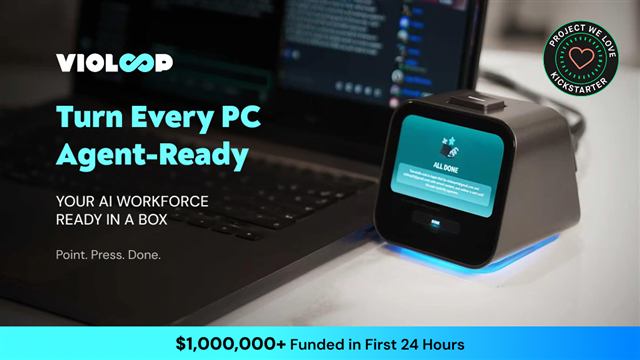 VIOLOOP
PROJECT WE LOVE
KICKSTARTER
Turn Every PC
Agent-Ready
YOUR AI WORKFORCE
READY IN A BOX
Point. Press. Done.
ALL DONE
$1,000,000+ Funded in First 24 Hours